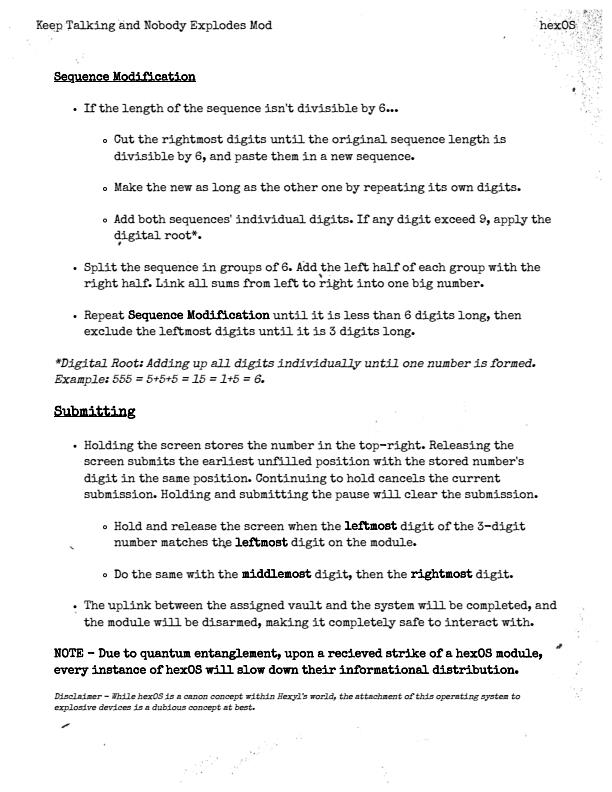 Keep Talking and Nobody Explodes Mod
hexOS
Sequence Modification
• If the length of the sequence isn't divisible by 6...
o Cut the rightmost digits until the original sequence length is
divisible by 6, and paste them in a new sequence.
o Make the new as long as the other one by repeating its own digits.
o Add both sequences' individual digits. If any digit exceed 9, apply the
digital root*.
• Split the sequence in groups of 6. Add the left half of each group with the
right half. Link all sums from left to right into one big number.
• Repeat Sequence Modification until it is less than 6 digits long, then
exclude the leftmost digits until it is 3 digits long.
*Digital Root: Adding up all digits individually until one number is formed.
Example: 555 = 5+5+5 = 15 = 1+5 = 6.
Submitting
• Holding the screen stores the number in the top-right. Releasing the
screen submits the earliest unfilled position with the stored number's
digit in the same position. Continuing to hold cancels the current
submission. Holding and submitting the pause will clear the submission.
o Hold and release the screen when the leftmost digit of the 3-digit
number matches the leftmost digit on the module.
o Do the same with the middlemost digit, then the rightmost digit.
• The uplink between the assigned vault and the system will be completed, and
the module will be disarmed, making it completely safe to interact with.
NOTE - Due to quantum entanglement, upon a recieved strike of a hexOS module,
every instance of hexOS will slow down their informational distribution.
Disclaimer - While hexOS is a canon concept within Hexyl's world, the attachment of this operating system to
explosive devices is a dubious concept at best.